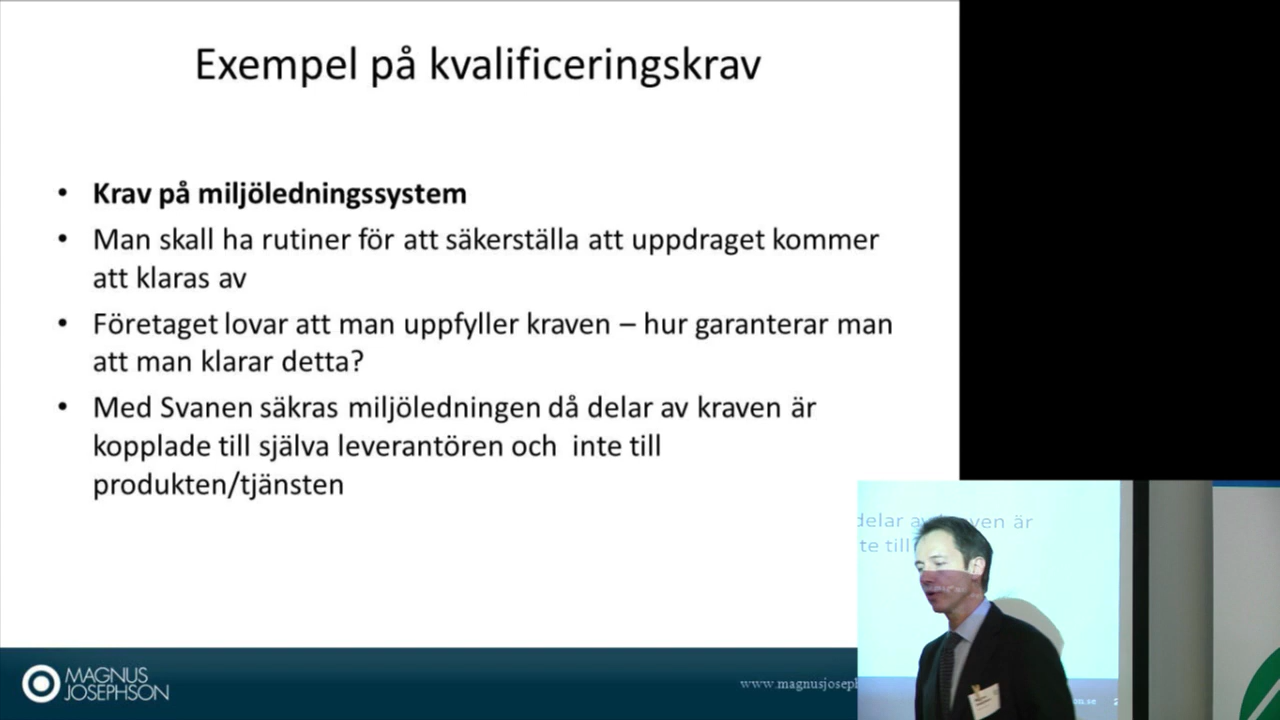 Exempel på kvalificeringskrav
• Krav på miljöledningssystem
• Man skall ha rutiner för att säkerställa att uppdraget kommer
att klaras av
• Företaget lovar att man uppfyller kraven – hur garanterar man
att man klarar detta?
• Med Svanen säkras miljöledningen då delar av kraven är
kopplade till själva leverantören och inte till
produkten/tjänsten
delar av ven är
te till
MAGNUS
JOSEPHSON
www.magnusjoseph